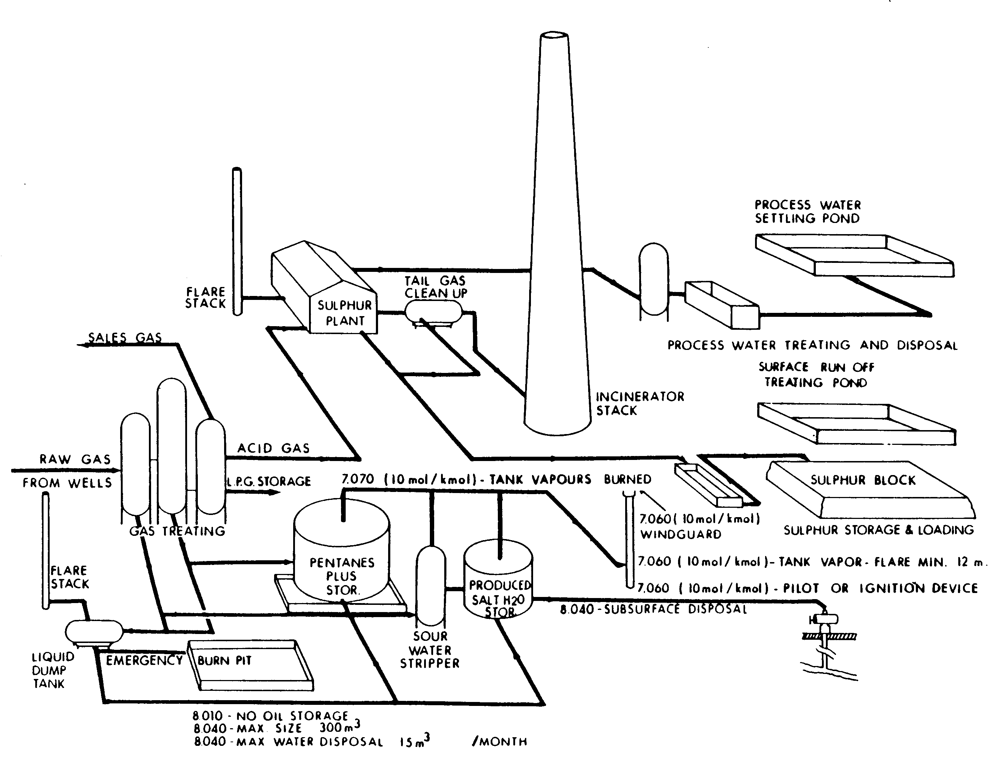 PROCESS WATER
SETTLING POND
TAIL GAS
CLEAN UP
FLARE
STACK
SULPHUR
PLANT
SALES GAS
PROCESS WATER TREATING AND DISPOSAL
SURFACE RUN OFF
TREATING POND
INCINERATOR
STACK
ACID GAS
RAW GAS
FROM WELLS
L.P.G. STORAGE
7.070 (10 mol/kmol) - TANK VAPOURS BURNED
SULPHUR BLOCK
7.060 (10 mol/kmol)
WINDGUARD
GAS TREATING
SULPHUR STORAGE & LOADING
PENTANES
PLUS
STOR.
7.060 (10 mol/kmol) - TANK VAPOR - FLARE MIN. 12 m.
FLARE
STACK
PRODUCED
SALT H2O
STOR.
7.060 (10 mol/kmol) - PILOT OR IGNITION DEVICE
8.040 - SUBSURFACE DISPOSAL
SOUR
WATER
STRIPPER
LIQUID
DUMP
TANK
EMERGENCY
BURN PIT
8.010 - NO OIL STORAGE
8.040 - MAX. SIZE 300 m3
8.040 - MAX WATER DISPOSAL 15 m3 /MONTH